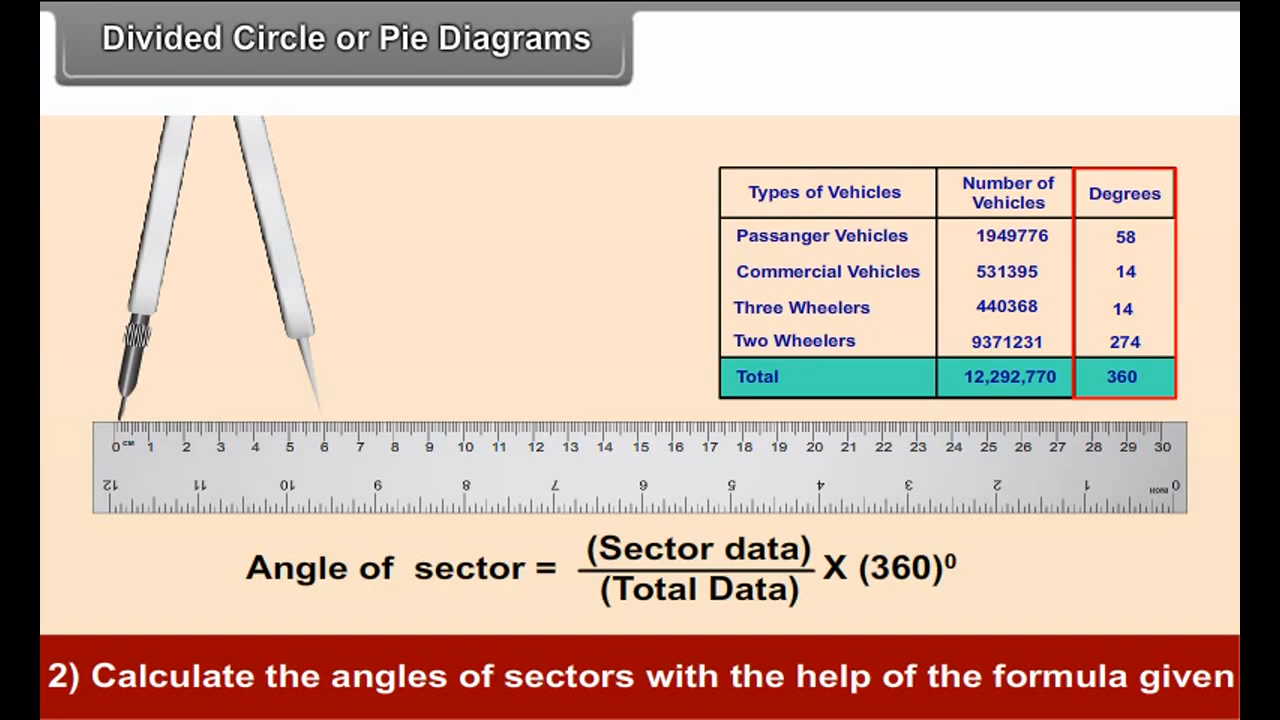 Divided Circle or Pie Diagrams
Types of Vehicles Number of Vehicles Degrees
Passanger Vehicles 1949776 58
Commercial Vehicles 531395 14
Three Wheelers 440368 14
Two Wheelers 9371231 274
Total 12,292,770 360
0 CM 1 2 3 4 5 6 7 8 9 10 11 12 13 14 15 16 17 18 19 20 21 22 23 24 25 26 27 28 29 30
12 11 10 9 8 7 6 5 4 3 2 1 INCH 0
Angle of sector = (Sector data) / (Total Data) X (360)⁰
2) Calculate the angles of sectors with the help of the formula given